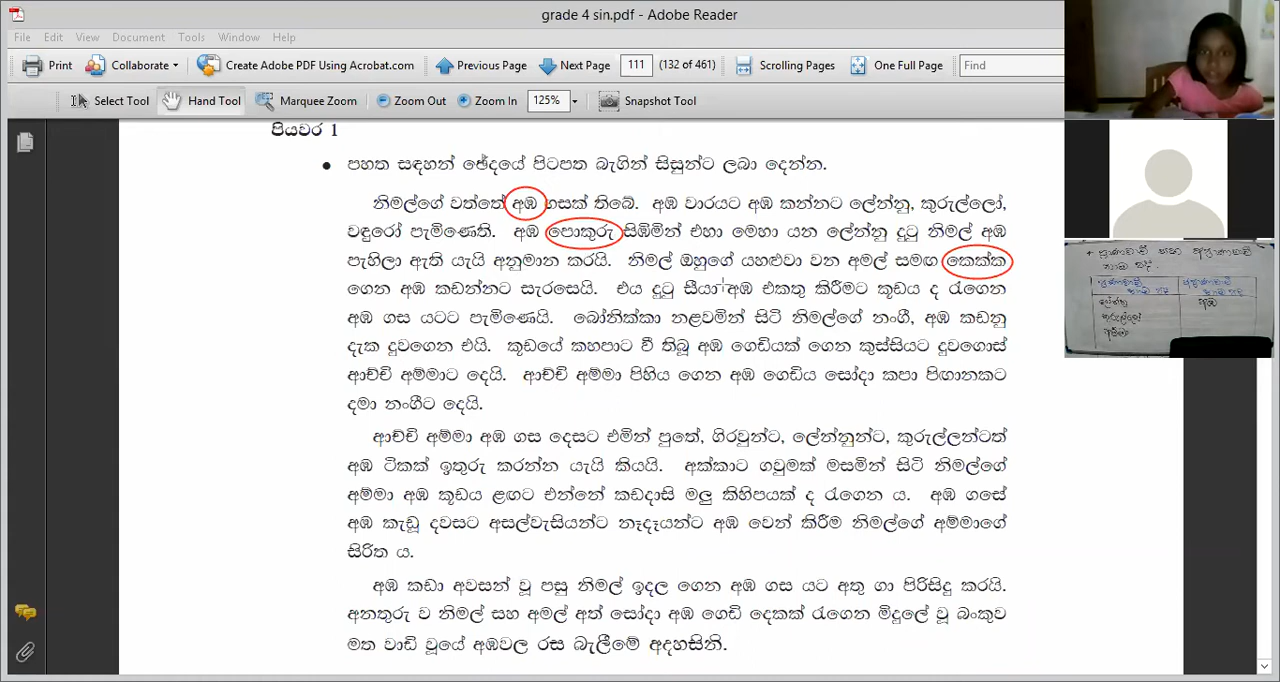 grade 4 sin.pdf - Adobe Reader
File Edit View Document Tools Window Help
Print Collaborate Create Adobe PDF Using Acrobat.com Previous Page Next Page 111 (132 of 461) Scrolling Pages One Full Page Find
Select Tool Hand Tool Marquee Zoom Zoom Out Zoom In 125% Snapshot Tool
පියවර 1
• පහත සඳහන් ඡේදයේ පිටපත බැගින් සිසුන්ට ලබා දෙන්න.
නිමල්ගේ වත්තේ අඹ ගසක් තිබේ. අඹ වාරයට අඹ කන්නට ලේන්නු, කුරුල්ලෝ,
වඳුරෝ පැමිණෙති. අඹ පොකුරු සිඹිමින් එහා මෙහා යන ලේන්නු දුටු නිමල් අඹ
පැහිලා ඇති යැයි අනුමාන කරයි. නිමල් ඔහුගේ යහළුවා වන අමල් සමඟ කෙක්ක
ගෙන අඹ කඩන්නට සැරසෙයි. එය දුටු සීයා අඹ එකතු කිරීමට කූඩය ද රැගෙන
අඹ ගස යටට පැමිණෙයි. බෝනික්කා නළවමින් සිටි නිමල්ගේ නංගී, අඹ කඩනු
දැක දුවගෙන එයි. කූඩයේ කහපාට වී තිබූ අඹ ගෙඩියක් ගෙන කුස්සියට දුවගොස්
ආච්චි අම්මාට දෙයි. ආච්චි අම්මා පිහිය ගෙන අඹ ගෙඩිය සෝදා කපා පිඟානකට
දමා නංගීට දෙයි.
ආච්චි අම්මා අඹ ගස දෙසට එමින් පුතේ, ගිරවුන්ට, ලේන්නුන්ට, කුරුල්ලන්ටත්
අඹ ටිකක් ඉතුරු කරන්න යැයි කියයි. අක්කාට ගවුමක් මසමින් සිටි නිමල්ගේ
අම්මා අඹ කූඩය ළඟට එන්නේ කඩදාසි මලු කිහිපයක් ද රැගෙන ය. අඹ ගසේ
අඹ කැඩූ දවසට අසල්වැසියන්ට නෑදෑයන්ට අඹ වෙන් කිරීම නිමල්ගේ අම්මාගේ
සිරිත ය.
අඹ කඩා අවසන් වූ පසු නිමල් ඉදල ගෙන අඹ ගස යට අතු ගා පිරිසිදු කරයි.
අනතුරු ව නිමල් සහ අමල් අත් සෝදා අඹ ගෙඩි දෙකක් රැගෙන මිදුලේ වූ බංකුව
මත වාඩි වූයේ අඹවල රස බැලීමේ අදහසිනි.
ලේන්නු අඹ
කුරුල්ලෝ
අම්මා